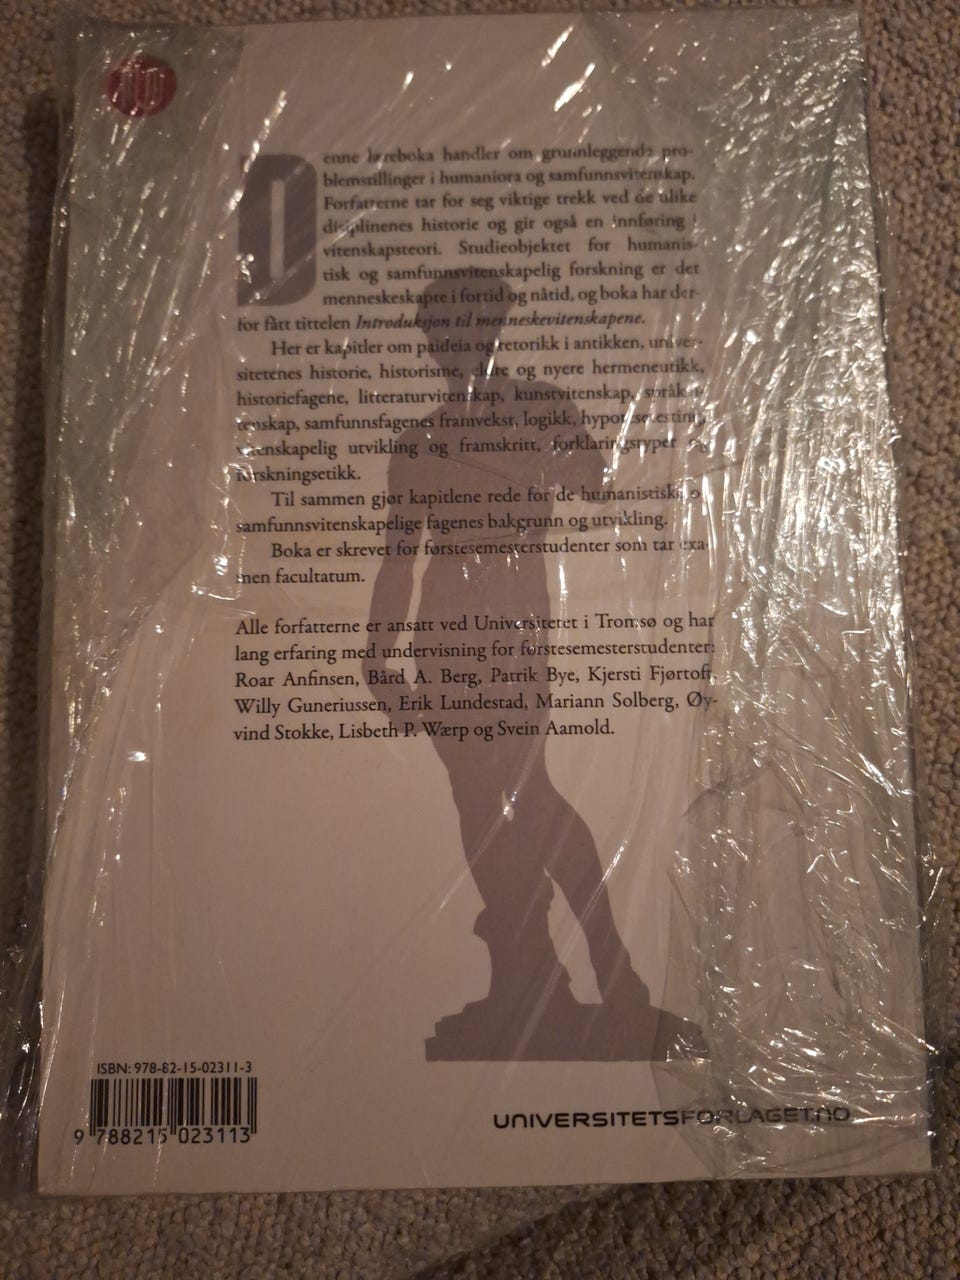 Denne læreboka handler om grunnleggende pro-
blemstillinger i humaniora og samfunnsvitenskap.
Forfatterne tar for seg viktige trekk ved de ulike
disiplinenes historie og gir også en innføring i
vitenskapsteori. Studieobjektet for humanis-
tisk og samfunnsvitenskapelig forskning er det
menneskeskapte i fortid og nåtid, og boka har der-
for fått tittelen Introduksjon til menneskevitenskapene.
Her er kapitler om paideia og retorikk i antikken, univer-
sitetenes historie, historisme, eldre og nyere hermeneutikk,
historiefagene, litteraturvitenskap, kunstvitenskap, språkvi-
tenskap, samfunnsfagenes framvekst, logikk, hypotesetesting,
vitenskapelig utvikling og framskritt, forklaringstyper og
forskningsetikk.
Til sammen gjør kapitlene rede for de humanistiske o
samfunnsvitenskapelige fagenes bakgrunn og utvikling.
Boka er skrevet for førstesemesterstudenter som tar exa-
men facultatum.
Alle forfatterne er ansatt ved Universitetet i Tromsø og har
lang erfaring med undervisning for førstesemesterstudenter:
Roar Anfinsen, Bård A. Berg, Patrik Bye, Kjersti Fjørtoft,
Willy Guneriussen, Erik Lundestad, Mariann Solberg, Øy-
vind Stokke, Lisbeth P. Wærp og Svein Aamold.
ISBN: 978-82-15-02311-3
9 788215 023113
UNIVERSITETSFORLAGET.NO